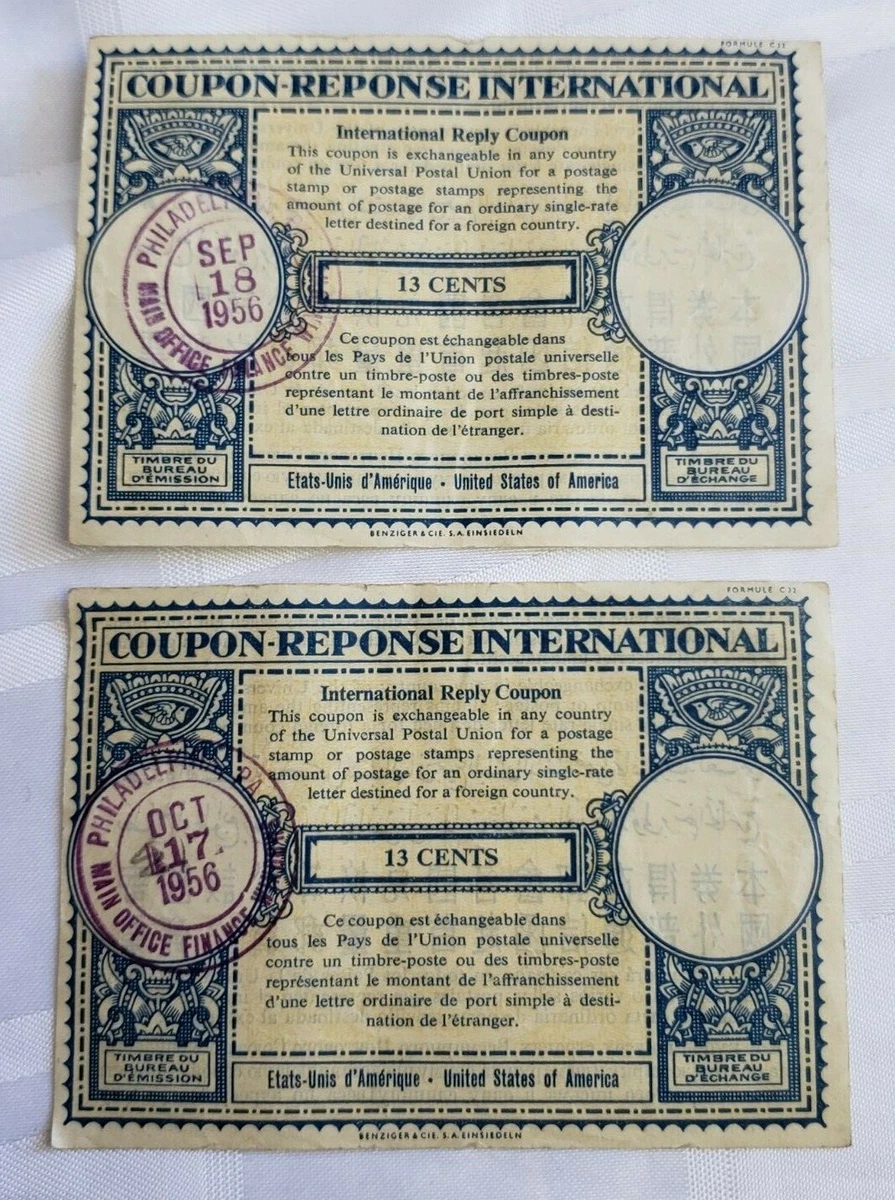 FORMULE C22
COUPON-REPONSE INTERNATIONAL
International Reply Coupon
This coupon is exchangeable in any country
of the Universal Postal Union for a postage
stamp or postage stamps representing the
amount of postage for an ordinary single-rate
letter destined for a foreign country.
PHILADELPHIA
SEP
18
1956
MAIN OFFICE FINANCE
13 CENTS
Ce coupon est échangeable dans
tous les Pays de l'Union postale universelle
contre un timbre-poste ou des timbres-poste
représentant le montant de l'affranchissement
d'une lettre ordinaire de port simple à desti-
nation de l'étranger.
TIMBRE DU
BUREAU
D'ÉMISSION
Etats-Unis d'Amérique • United States of America
TIMBRE DU
BUREAU
D'ÉCHANGE
BENZIGER & CIE. S.A. EINSIEDELN
FORMULE C22
COUPON-REPONSE INTERNATIONAL
International Reply Coupon
This coupon is exchangeable in any country
of the Universal Postal Union for a postage
stamp or postage stamps representing the
amount of postage for an ordinary single-rate
letter destined for a foreign country.
PHILADELPHIA PA
OCT
17
1956
MAIN OFFICE FINANCE
13 CENTS
Ce coupon est échangeable dans
tous les Pays de l'Union postale universelle
contre un timbre-poste ou des timbres-poste
représentant le montant de l'affranchissement
d'une lettre ordinaire de port simple à desti-
nation de l'étranger.
TIMBRE DU
BUREAU
D'ÉMISSION
Etats-Unis d'Amérique • United States of America
TIMBRE DU
BUREAU
D'ÉCHANGE
BENZIGER & CIE. S.A. EINSIEDELN